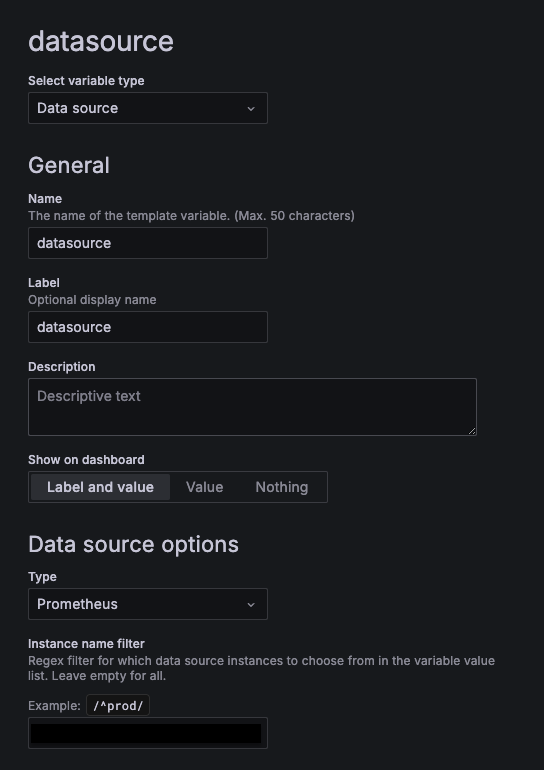 datasource
Select variable type
Data source
General
Name
The name of the template variable. (Max. 50 characters)
datasource
Label
Optional display name
datasource
Description
Descriptive text
Show on dashboard
Label and value Value Nothing
Data source options
Type
Prometheus
Instance name filter
Regex filter for which data source instances to choose from in the variable value
list. Leave empty for all.
Example: /^prod/